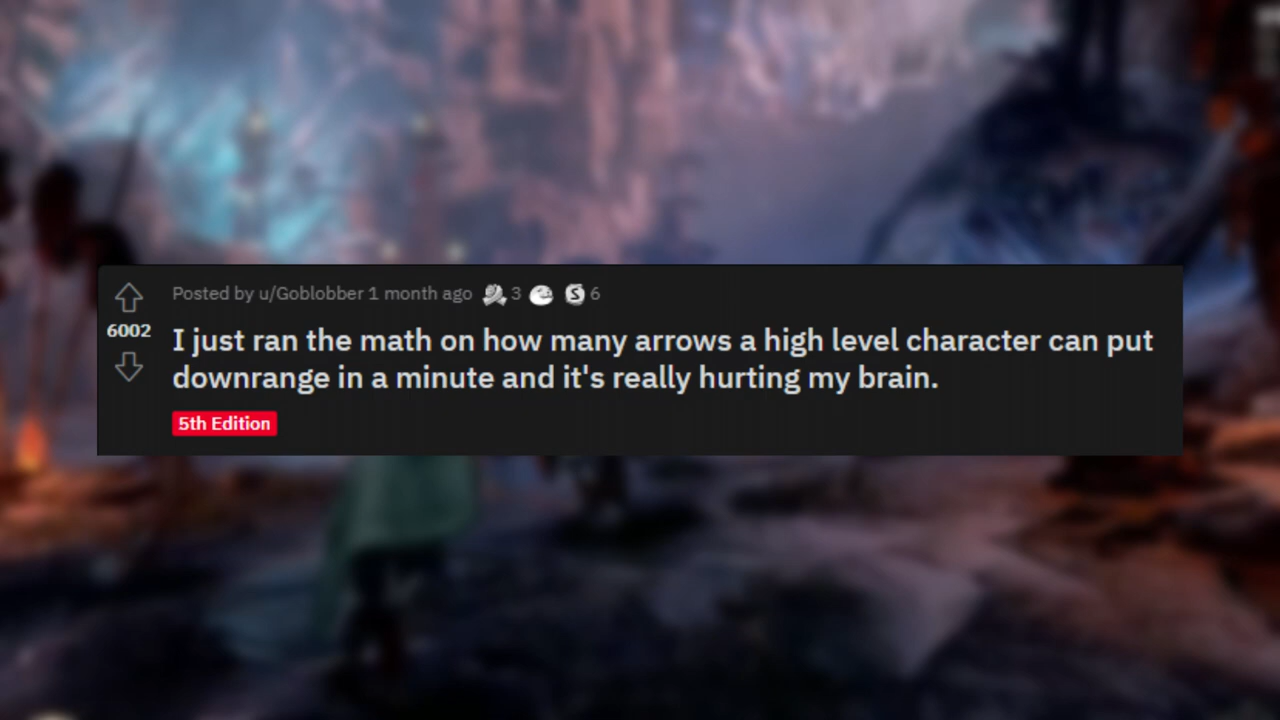 Posted by u/Goblobber 1 month ago 3 6
6002
I just ran the math on how many arrows a high level character can put
downrange in a minute and it's really hurting my brain.
5th Edition